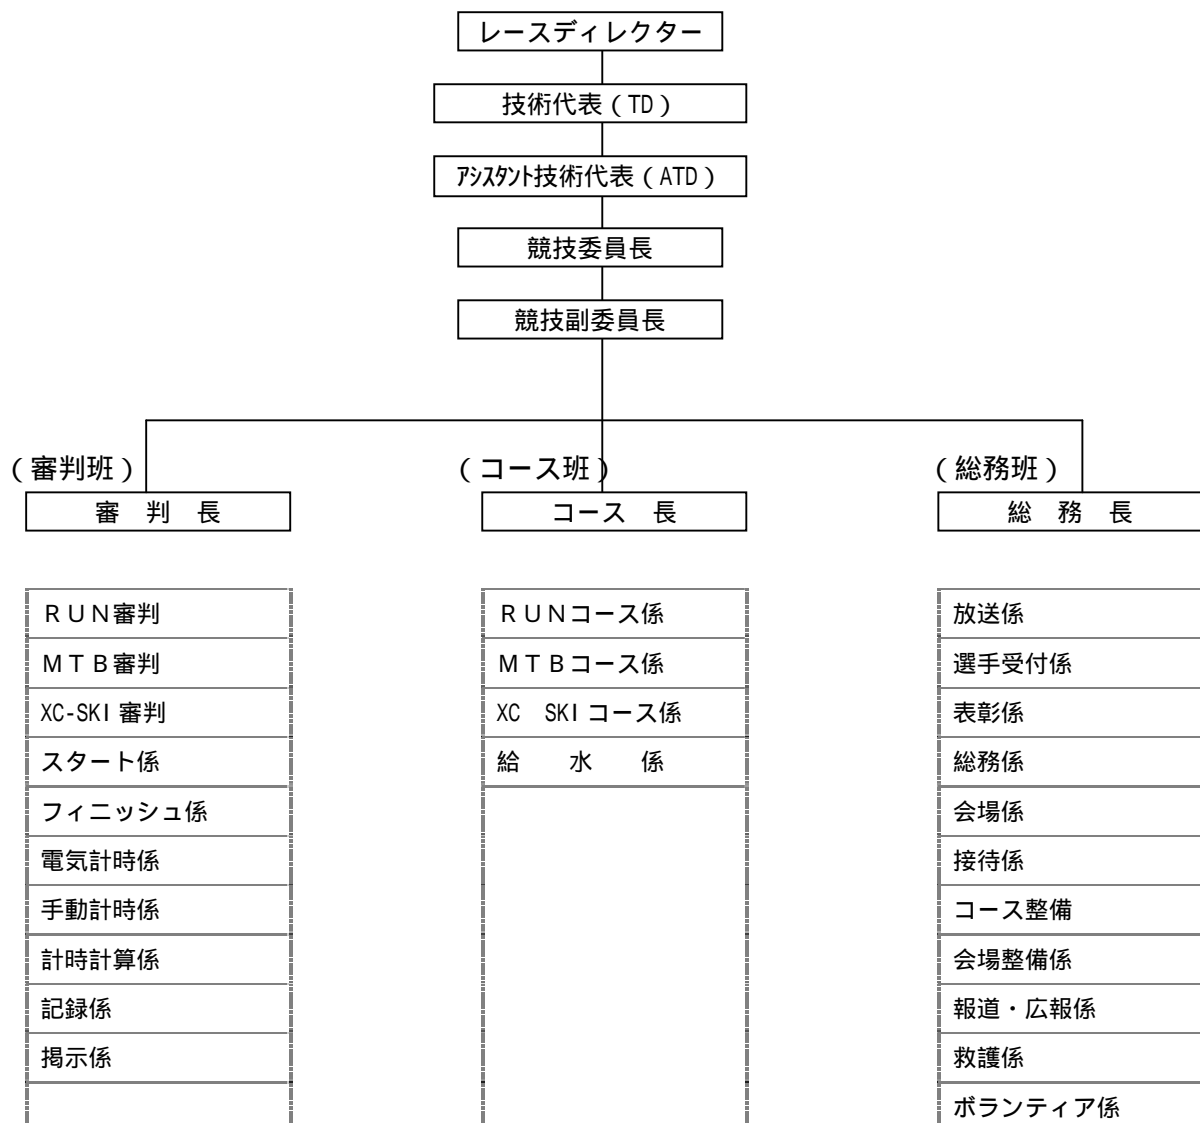 レースディレクター
技術代表（TD）
ｱｼｽﾀﾝﾄ技術代表（ATD）
競技委員長
競技副委員長
（審判班）
審　判　長
ＲＵＮ審判
ＭＴＢ審判
XC-SKI 審判
スタート係
フィニッシュ係
電気計時係
手動計時係
計時計算係
記録係
掲示係
（コース班）
コース　長
ＲＵＮコース係
ＭＴＢコース係
XC　SKI コース係
給　　水　　係
（総務班）
総　務　長
放送係
選手受付係
表彰係
総務係
会場係
接待係
コース整備
会場整備係
報道・広報係
救護係
ボランティア係